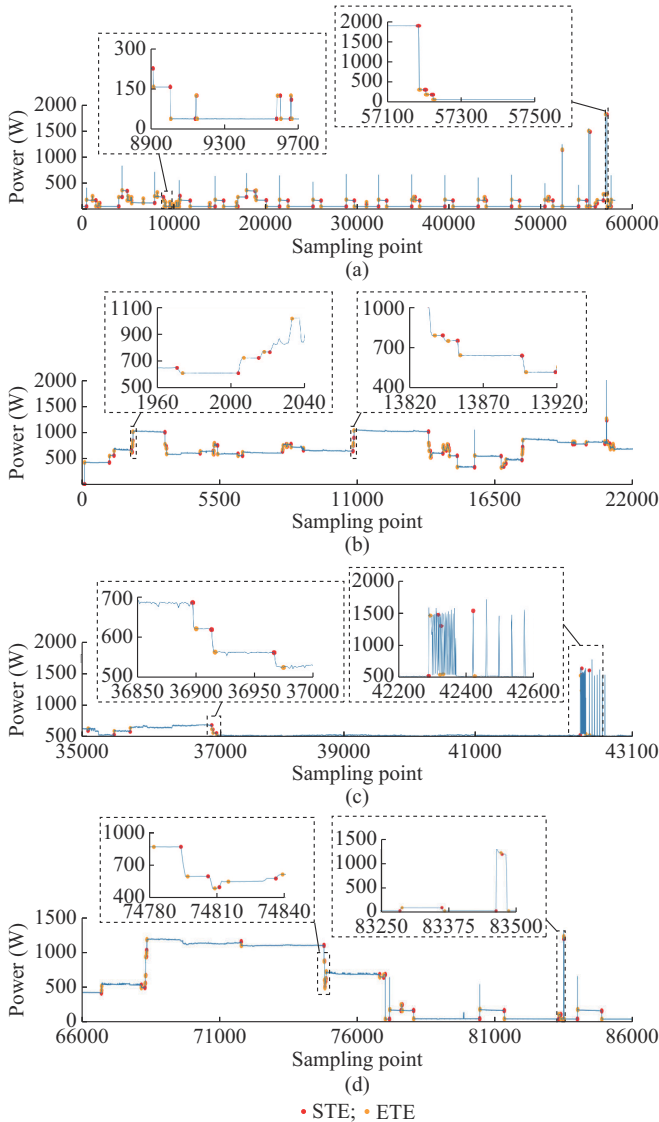 300
150
0
8900 9300 9700
2000
1500
1000
500
0
57100 57300 57500
2000
1500
1000
500
Power (W)
0 10000 20000 30000 40000 50000 60000
Sampling point
(a)
1100
900
700
500
1960 2000 2040
1000
700
400
13820 13870 13920
2000
1500
1000
500
Power (W)
0 5500 11000 16500 22000
Sampling point
(b)
700
600
500
36850 36900 36950 37000
2000
1500
1000
500
42200 42400 42600
2000
1500
1000
500
Power (W)
35000 37000 39000 41000 43100
Sampling point
(c)
1000
800
600
400
74780 74810 74840
1500
1000
500
0
83250 83375 83500
1500
1000
500
0
Power (W)
66000 71000 76000 81000 86000
Sampling point
(d)
• STE; • ETE